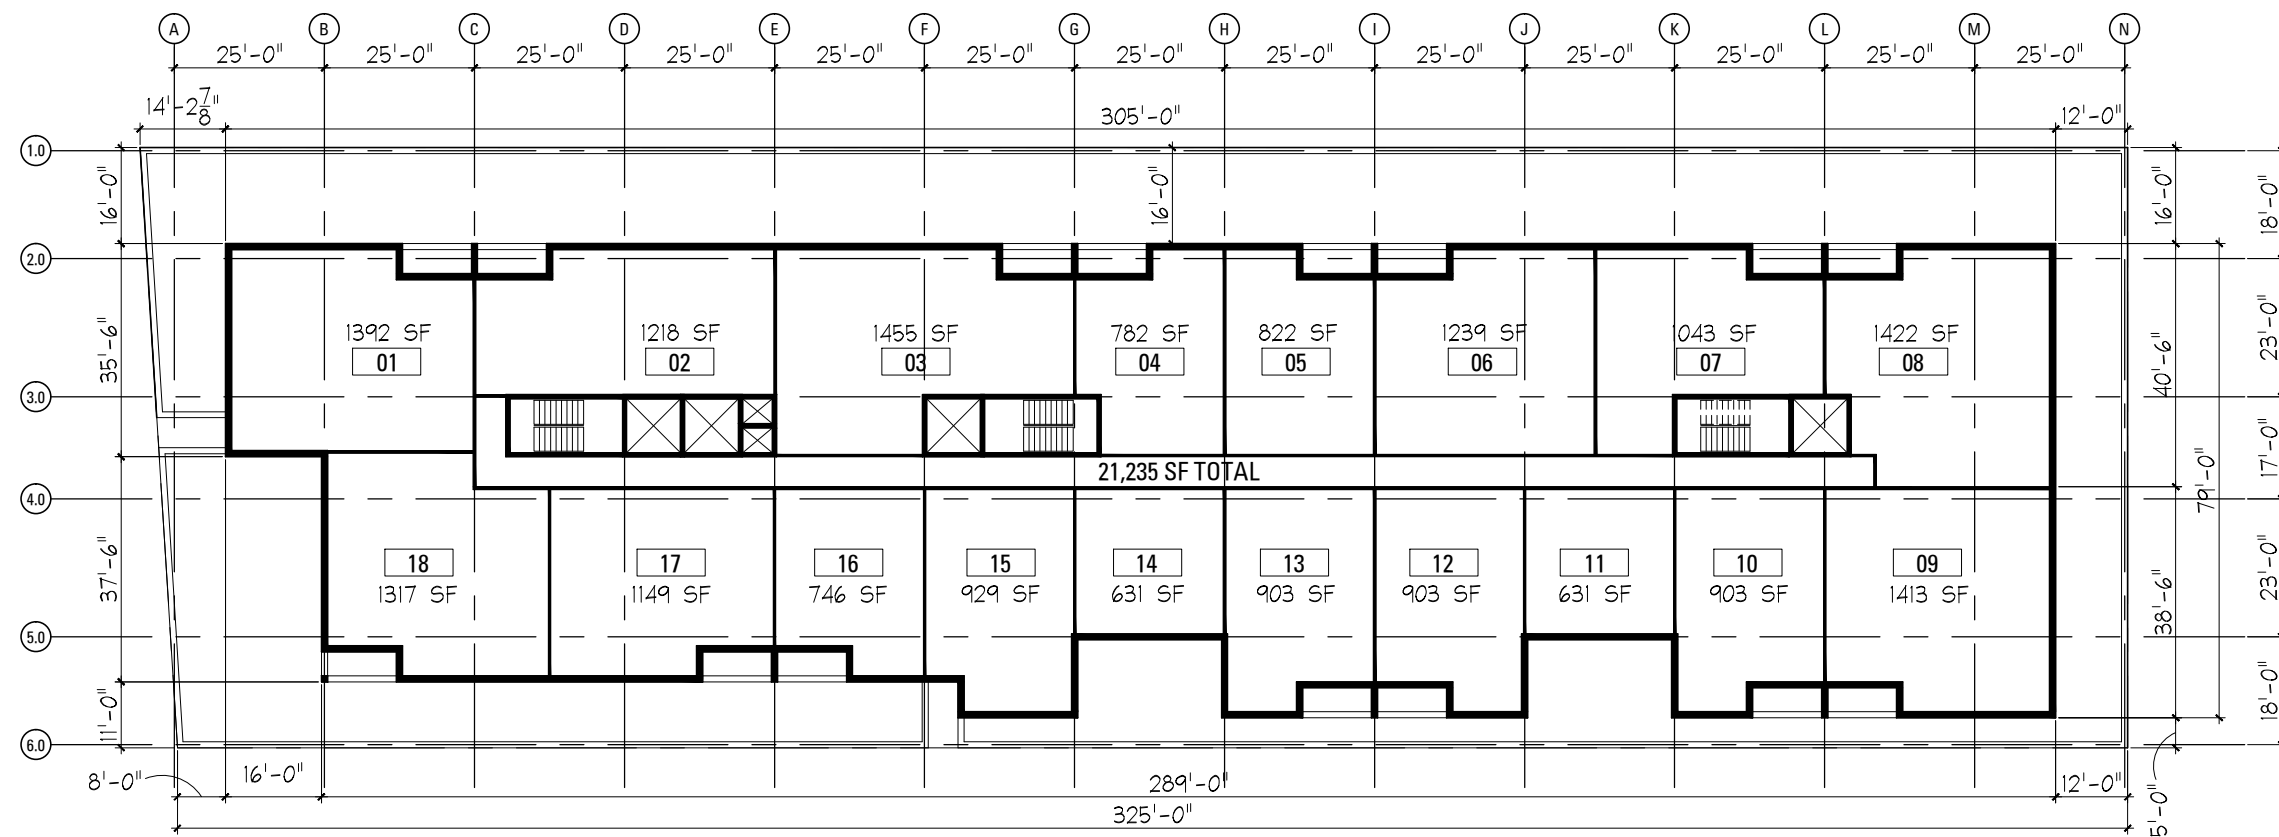 A B C D E F G H I J K L M N
25'-0" 25'-0" 25'-0" 25'-0" 25'-0" 25'-0" 25'-0" 25'-0" 25'-0" 25'-0" 25'-0" 25'-0" 25'-0"
14'-2 7/8" 305'-0" 12'-0"
1.0
16'-0" 16'-0" 16'-0" 18'-0"
2.0
1392 SF 1218 SF 1455 SF 782 SF 822 SF 1239 SF 1043 SF 1422 SF
01 02 03 04 05 06 07 08
35'-6" 40'-6" 23'-0"
3.0
21,235 SF TOTAL
79'-0" 17'-0"
4.0
18 17 16 15 14 13 12 11 10 09
1317 SF 1149 SF 746 SF 929 SF 631 SF 903 SF 903 SF 631 SF 903 SF 1413 SF
37'-6" 38'-6" 23'-0"
5.0
11'-0" 18'-0"
6.0
8'-0" 16'-0" 289'-0" 12'-0" 5'-0"
325'-0"